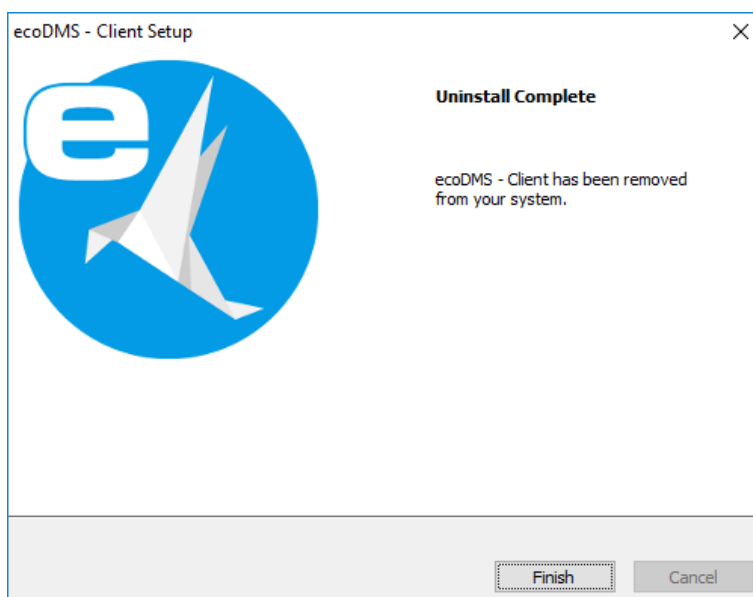 ecoDMS - Client Setup
e
Uninstall Complete
ecoDMS - Client has been removed
from your system.
Finish
Cancel